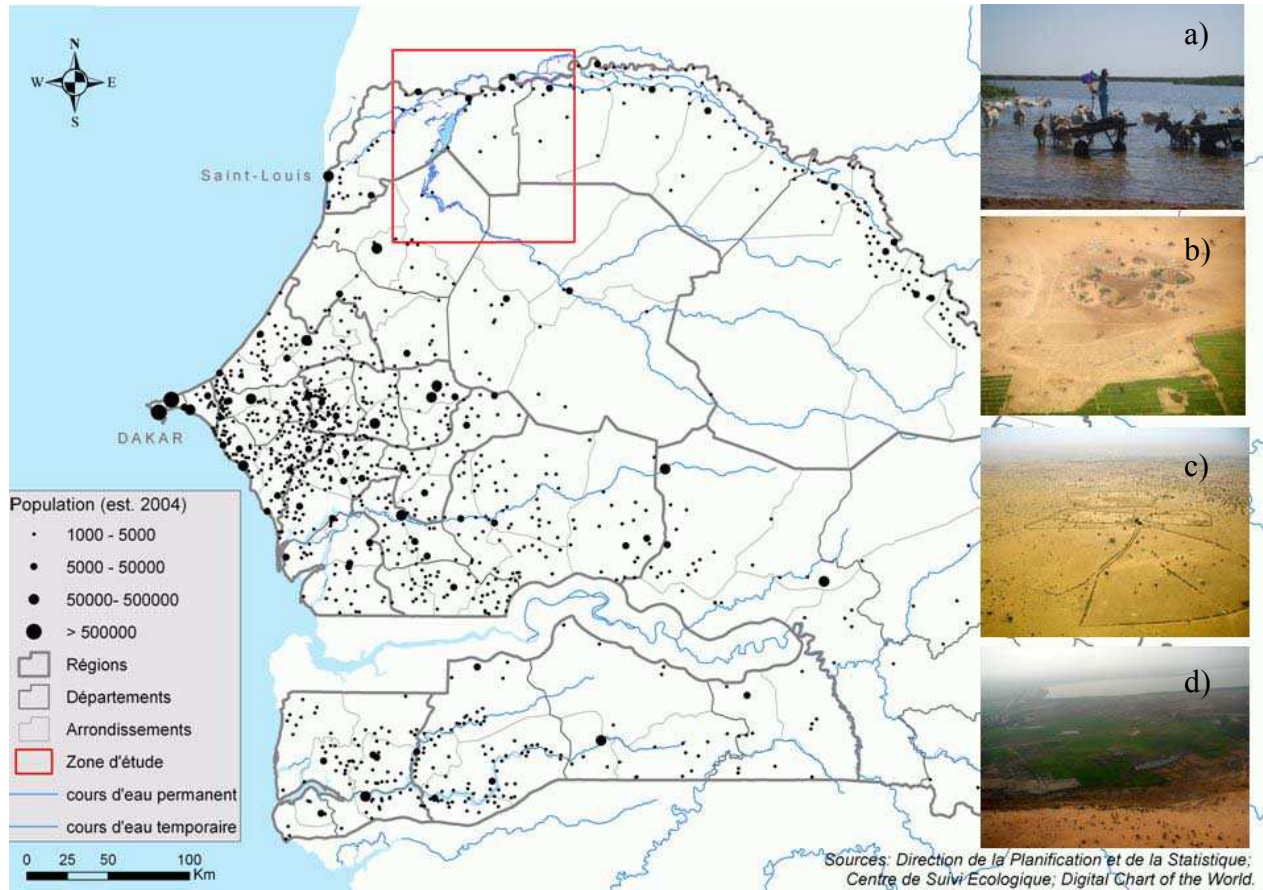 N
W E
S
Saint-Louis
DAKAR
a)
b)
c)
d)
Population (est. 2004)
1000 - 5000
5000 - 50000
50000- 500000
> 500000
Régions
Départements
Arrondissements
Zone d'étude
cours d'eau permanent
cours d'eau temporaire
0 25 50 100
Km
Sources: Direction de la Planification et de la Statistique;
Centre de Suivi Ecologique; Digital Chart of the World.